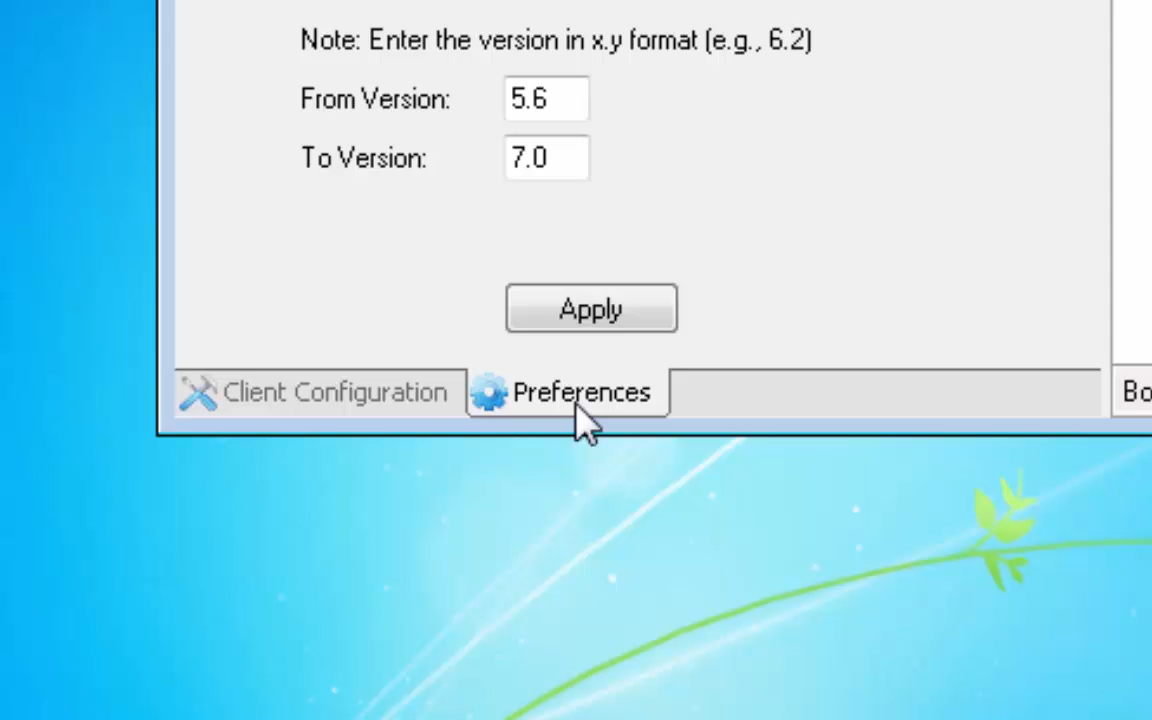 Note: Enter the version in x.y format (e.g., 6.2)
From Version: 5.6
To Version: 7.0
Apply
Client Configuration Preferences Bo